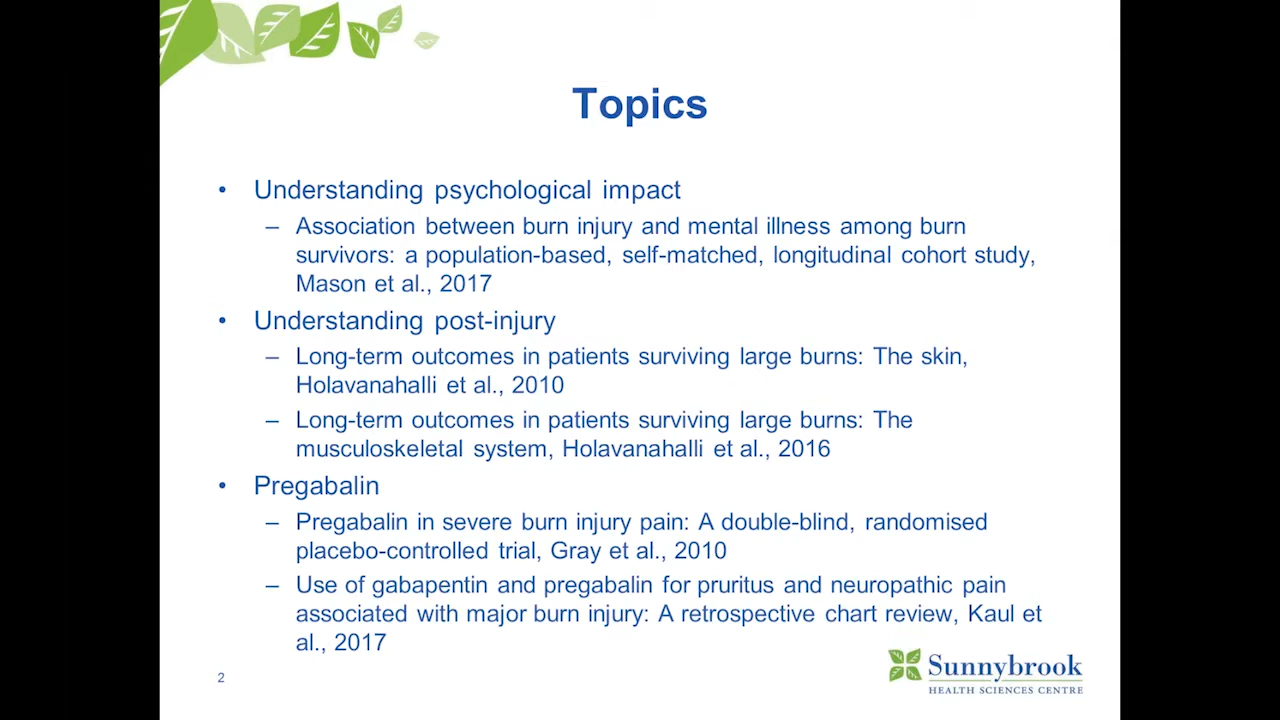 Topics
• Understanding psychological impact
– Association between burn injury and mental illness among burn
survivors: a population-based, self-matched, longitudinal cohort study,
Mason et al., 2017
• Understanding post-injury
– Long-term outcomes in patients surviving large burns: The skin,
Holavanahalli et al., 2010
– Long-term outcomes in patients surviving large burns: The
musculoskeletal system, Holavanahalli et al., 2016
• Pregabalin
– Pregabalin in severe burn injury pain: A double-blind, randomised
placebo-controlled trial, Gray et al., 2010
– Use of gabapentin and pregabalin for pruritus and neuropathic pain
associated with major burn injury: A retrospective chart review, Kaul et
al., 2017
2
Sunnybrook
HEALTH SCIENCES CENTRE